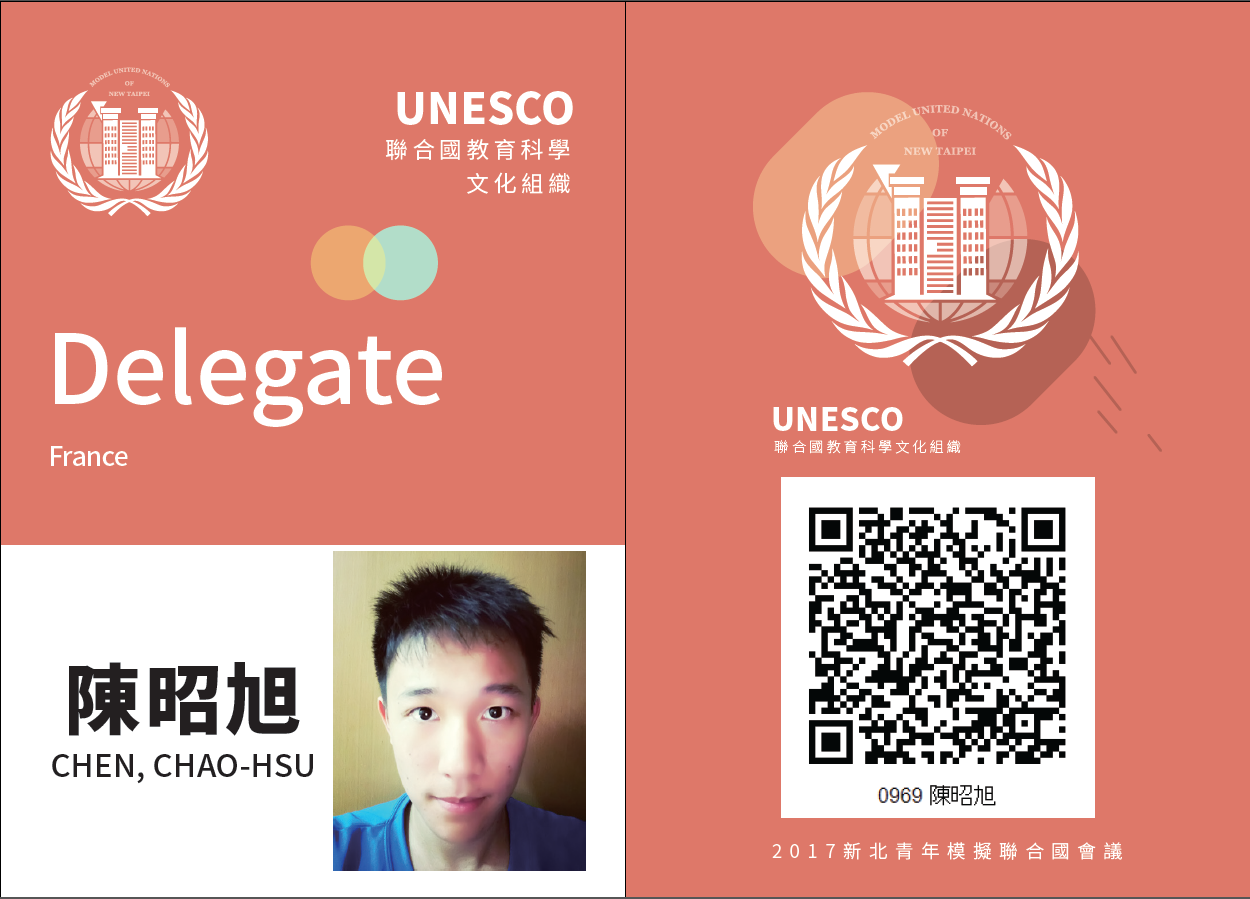 MODEL UNITED NATIONS
OF
NEW TAIPEI
UNESCO
聯合國教育科學
文化組織
Delegate
France
陳昭旭
CHEN, CHAO-HSU
MODEL UNITED NATIONS
OF
NEW TAIPEI
UNESCO
聯合國教育科學文化組織
0969 陳昭旭
2017新北青年模擬聯合國會議